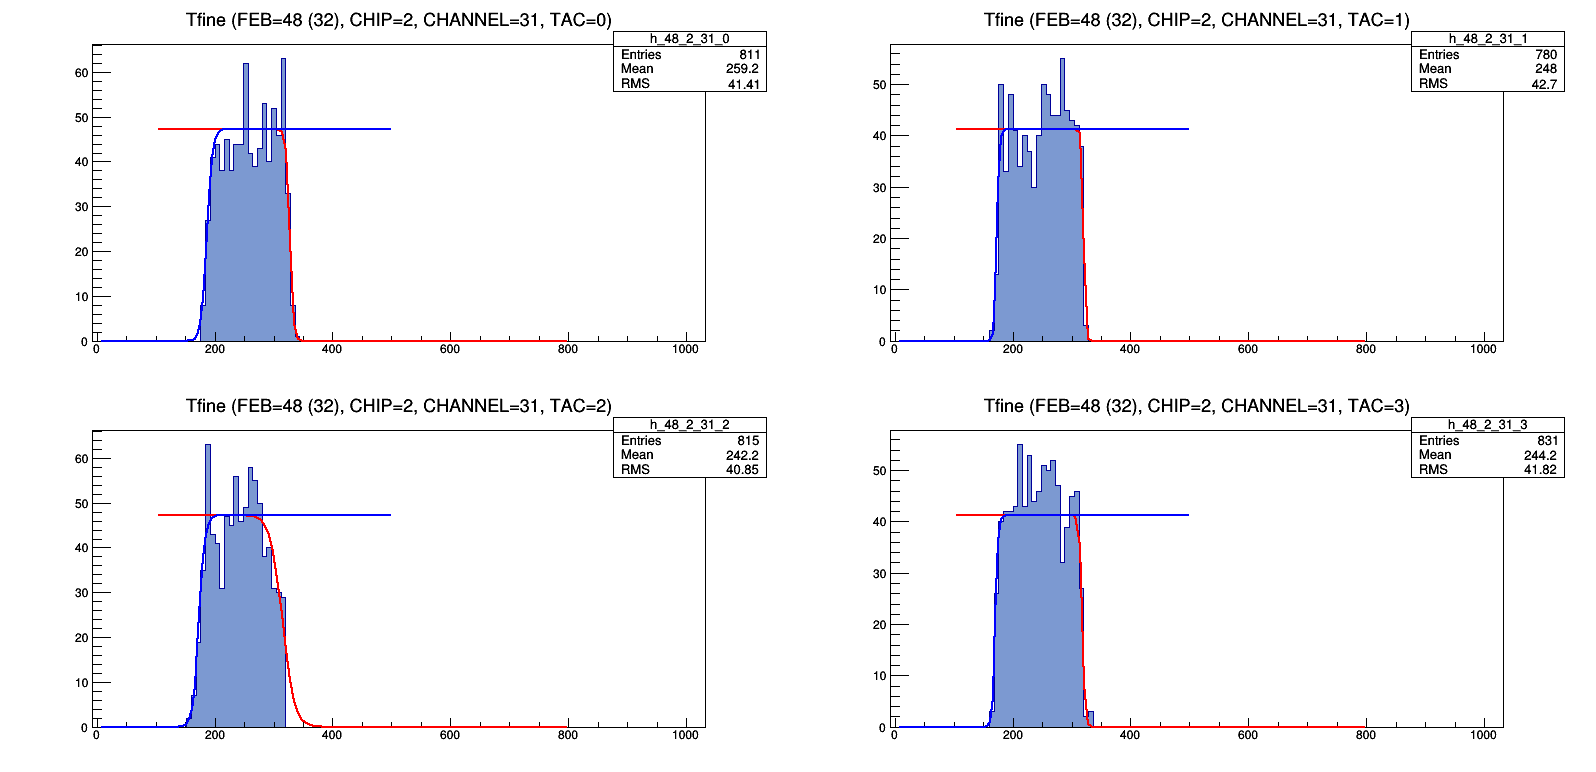 Tfine (FEB=48 (32), CHIP=2, CHANNEL=31, TAC=0)
h_48_2_31_0
Entries 811
Mean 259.2
RMS 41.41
60
50
40
30
20
10
0
0 200 400 600 800 1000
Tfine (FEB=48 (32), CHIP=2, CHANNEL=31, TAC=1)
h_48_2_31_1
Entries 780
Mean 248
RMS 42.7
50
40
30
20
10
0
0 200 400 600 800 1000
Tfine (FEB=48 (32), CHIP=2, CHANNEL=31, TAC=2)
h_48_2_31_2
Entries 815
Mean 242.2
RMS 40.85
60
50
40
30
20
10
0
0 200 400 600 800 1000
Tfine (FEB=48 (32), CHIP=2, CHANNEL=31, TAC=3)
h_48_2_31_3
Entries 831
Mean 244.2
RMS 41.82
50
40
30
20
10
0
0 200 400 600 800 1000